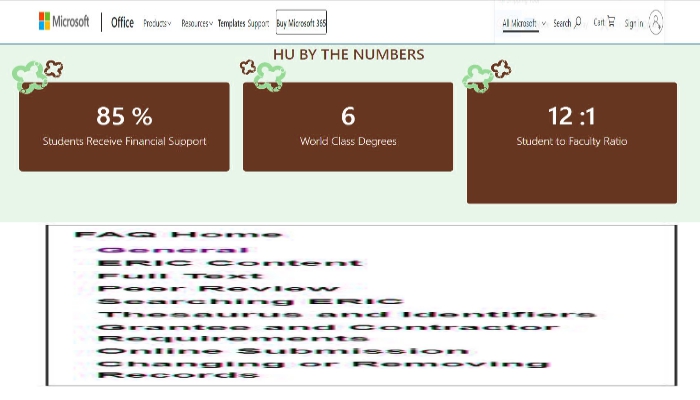 Microsoft Office Products Resources Templates Support Buy Microsoft 365 All Microsoft Search Cart Sign in
HU BY THE NUMBERS
85 % 6 12 :1
Students Receive Financial Support World Class Degrees Student to Faculty Ratio
FAQ Home
General
ERIC Content
Full Text
Peer Review
Searching ERIC
Thesaurus and Identifiers
Grantee and Contractor
Requirements
Online Submission
Changing or Removing
Records